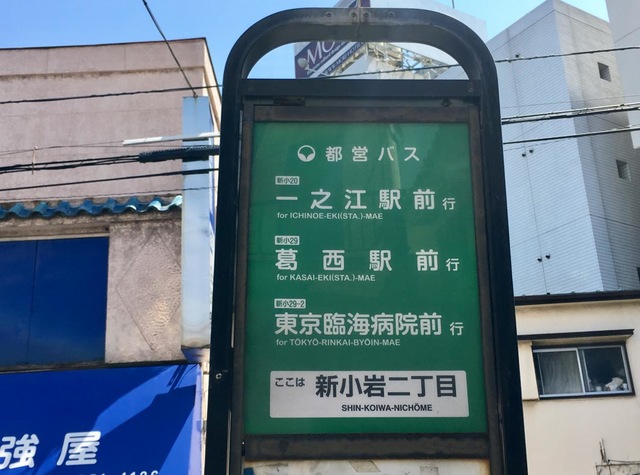 MO
都営バス
新小20
一之江駅前行
for ICHINOE-EKI(STA.)-MAE
新小29
葛西駅前行
for KASAI-EKI(STA.)-MAE
新小29-2
東京臨海病院前行
for TŌKYŌ-RINKAI-BYŌIN-MAE
ここは 新小岩二丁目
SHIN-KOIWA-NICHŌME
強屋